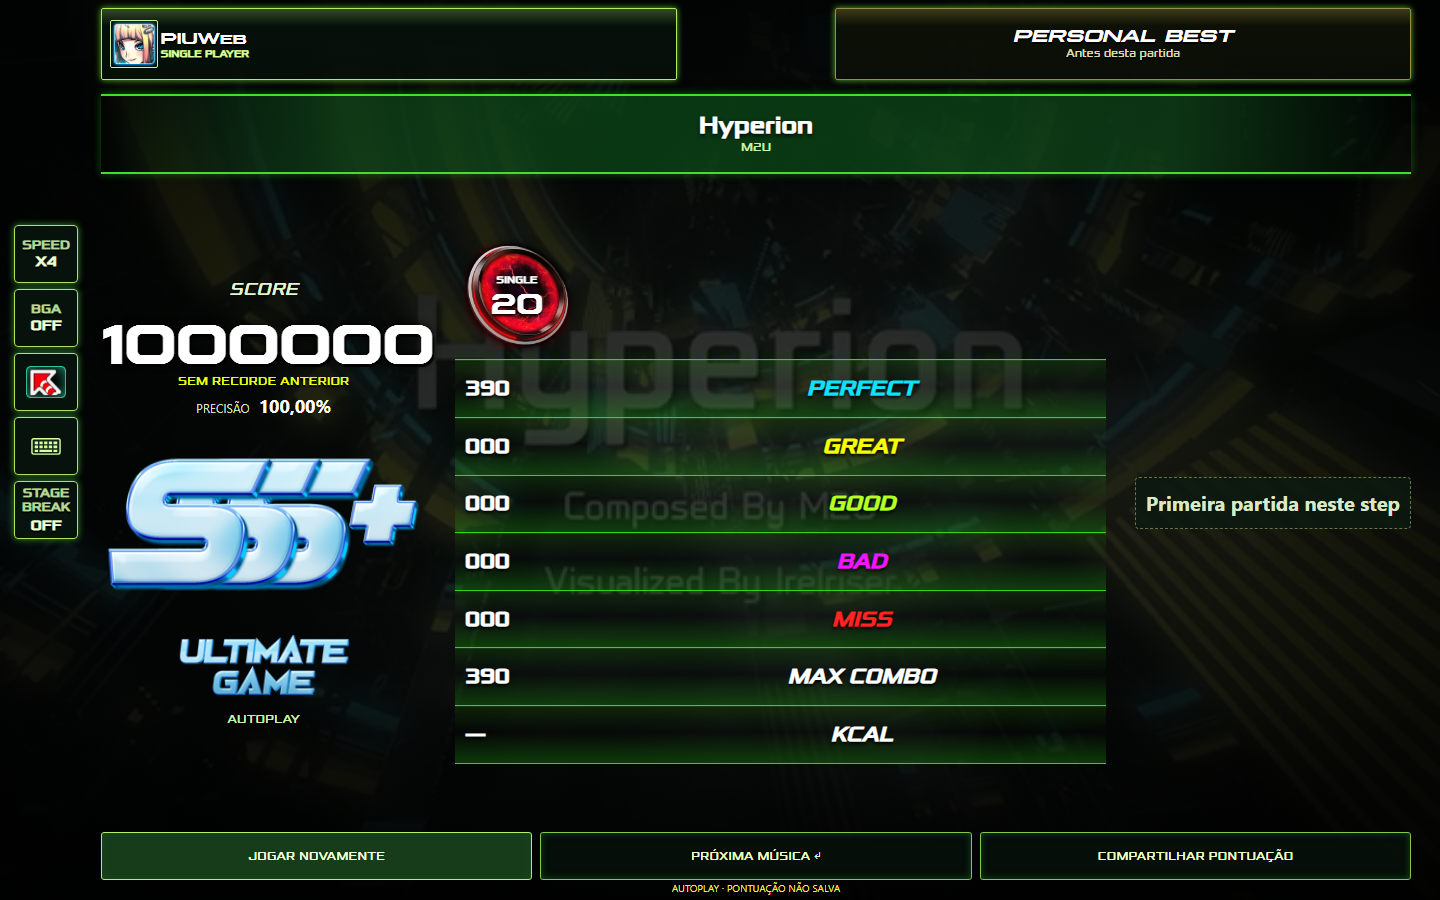 PIUWEB
SINGLE PLAYER
PERSONAL BEST
Antes desta partida
Hyperion
M2U
SPEED
X4
BGA
OFF
STAGE
BREAK
OFF
SCORE
1000000
SEM RECORDE ANTERIOR
PRECISÃO 100,00%
SSS+
ULTIMATE
GAME
AUTOPLAY
SINGLE
20
Hyperion
390 PERFECT
000 GREAT
Composed By M2U
000 GOOD
000 BAD
Visualized By Irelriser
000 MISS
390 MAX COMBO
— KCAL
Primeira partida neste step
JOGAR NOVAMENTE
PRÓXIMA MÚSICA ↲
COMPARTILHAR PONTUAÇÃO
AUTOPLAY · PONTUAÇÃO NÃO SALVA